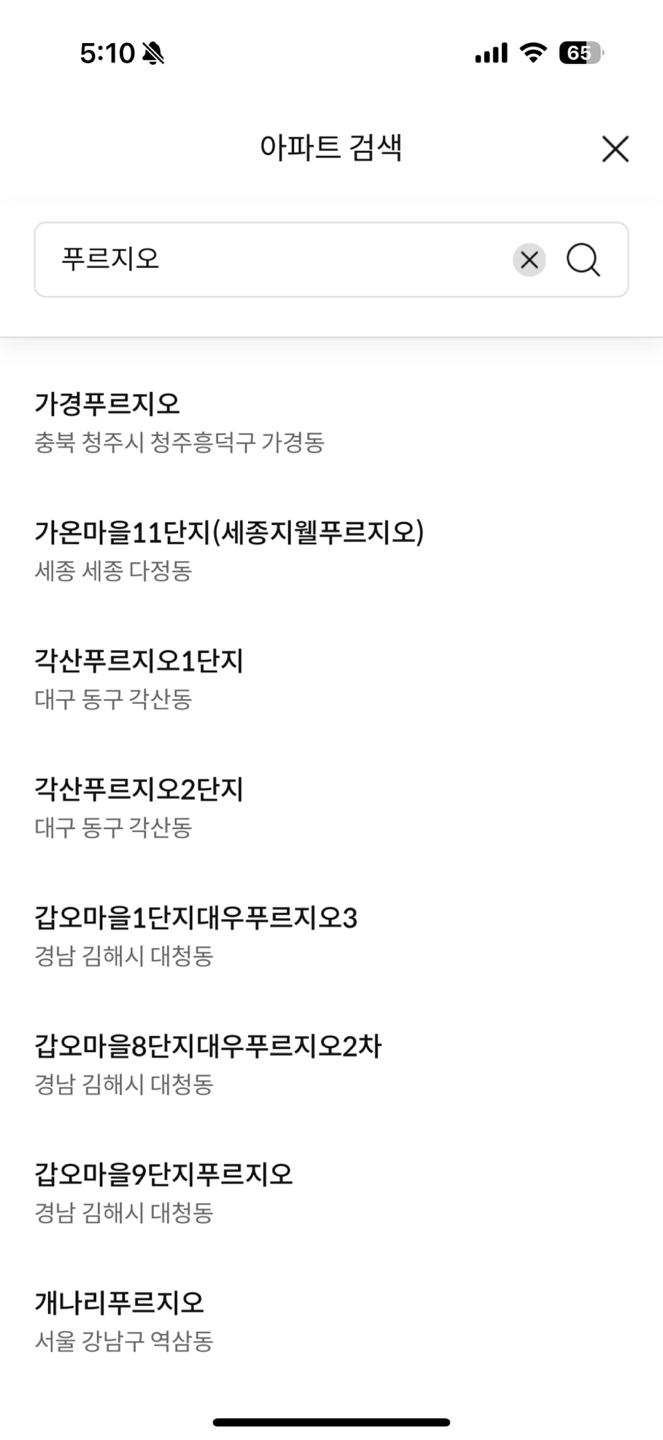 5:10
65
아파트 검색
푸르지오
가경푸르지오
충북 청주시 청주흥덕구 가경동
가온마을11단지(세종지웰푸르지오)
세종 세종 다정동
각산푸르지오1단지
대구 동구 각산동
각산푸르지오2단지
대구 동구 각산동
갑오마을1단지대우푸르지오3
경남 김해시 대청동
갑오마을8단지대우푸르지오2차
경남 김해시 대청동
갑오마을9단지푸르지오
경남 김해시 대청동
개나리푸르지오
서울 강남구 역삼동